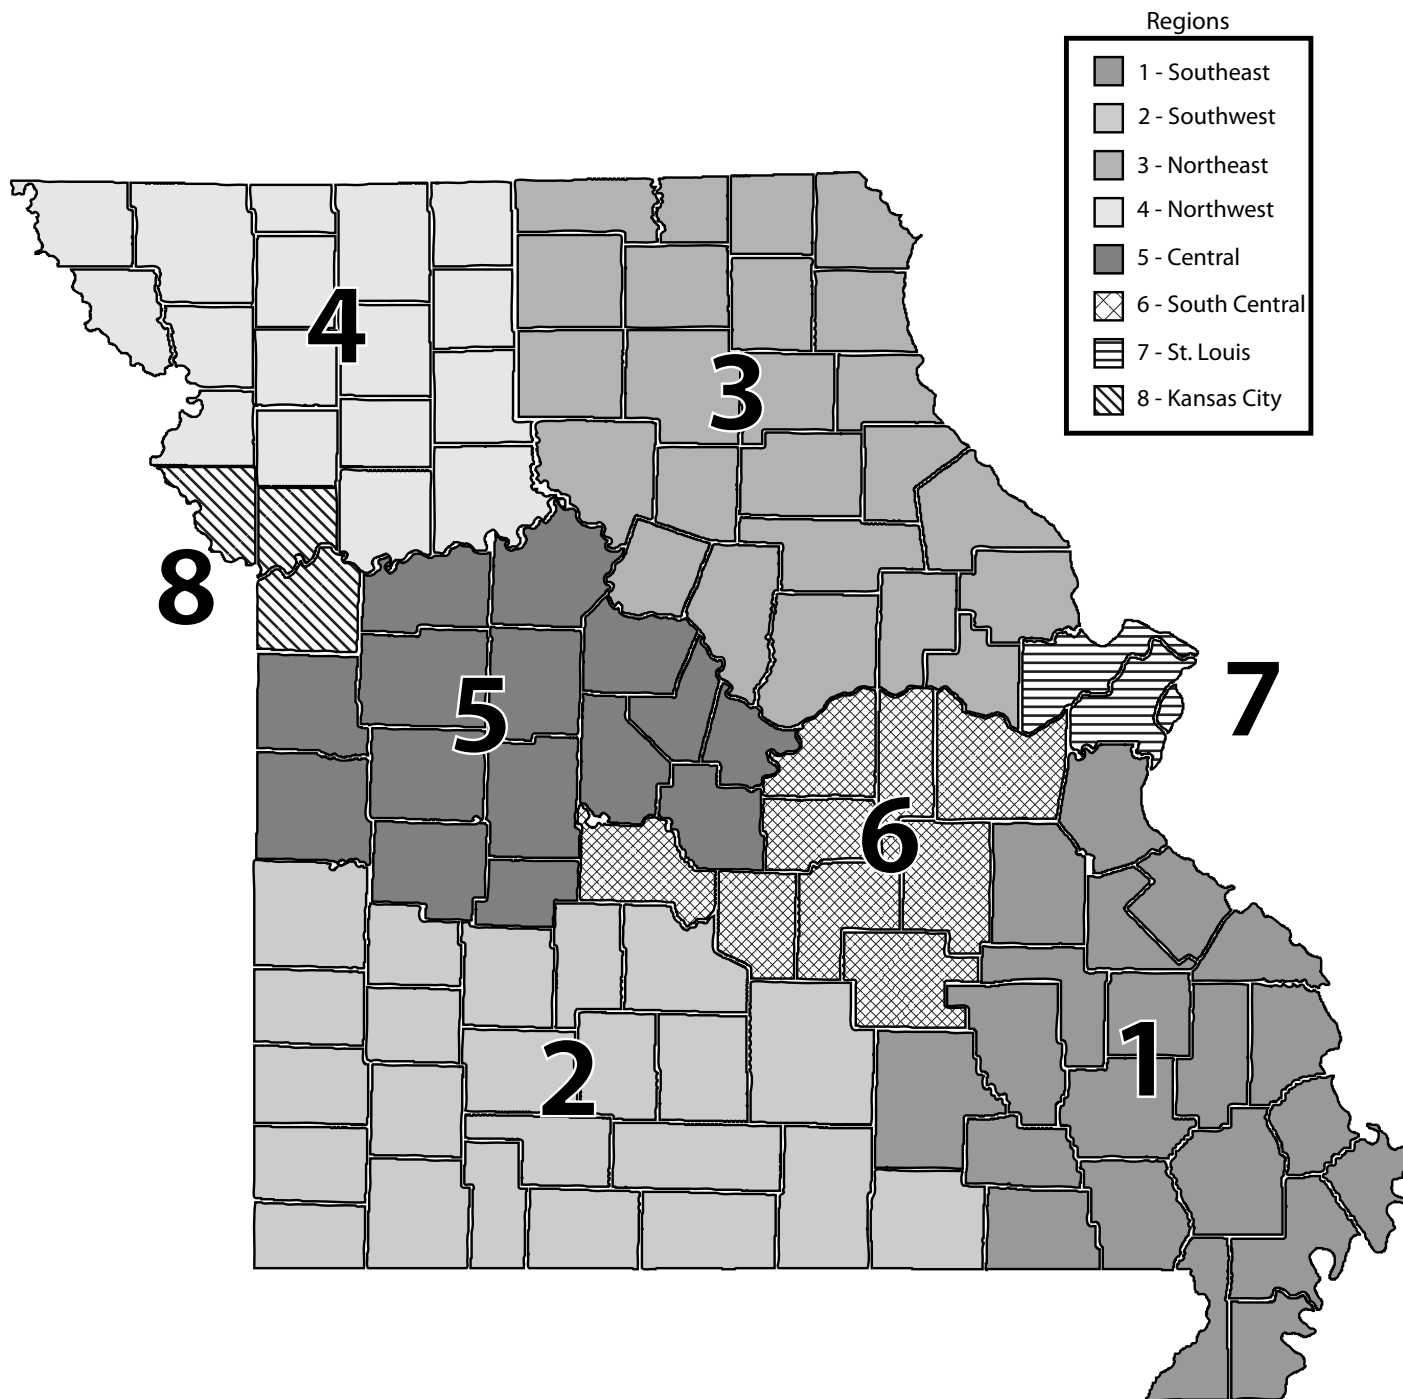 Regions
1 - Southeast
2 - Southwest
3 - Northeast
4 - Northwest
5 - Central
6 - South Central
7 - St. Louis
8 - Kansas City
4
3
8
5
7
6
1
2